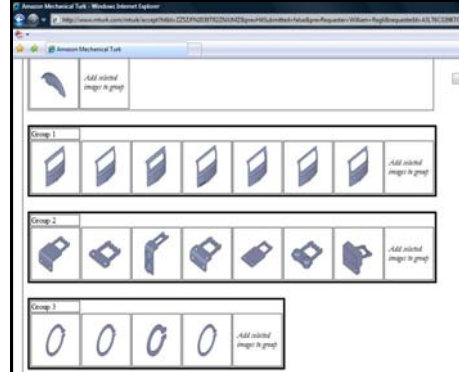 Amazon Mechanical Turk - Windows Internet Explorer
Amazon Mechanical Turk
Add selected
images to group
Group 1
Add selected
images to group
Group 2
Add selected
images to group
Group 3
Add selected
images to group